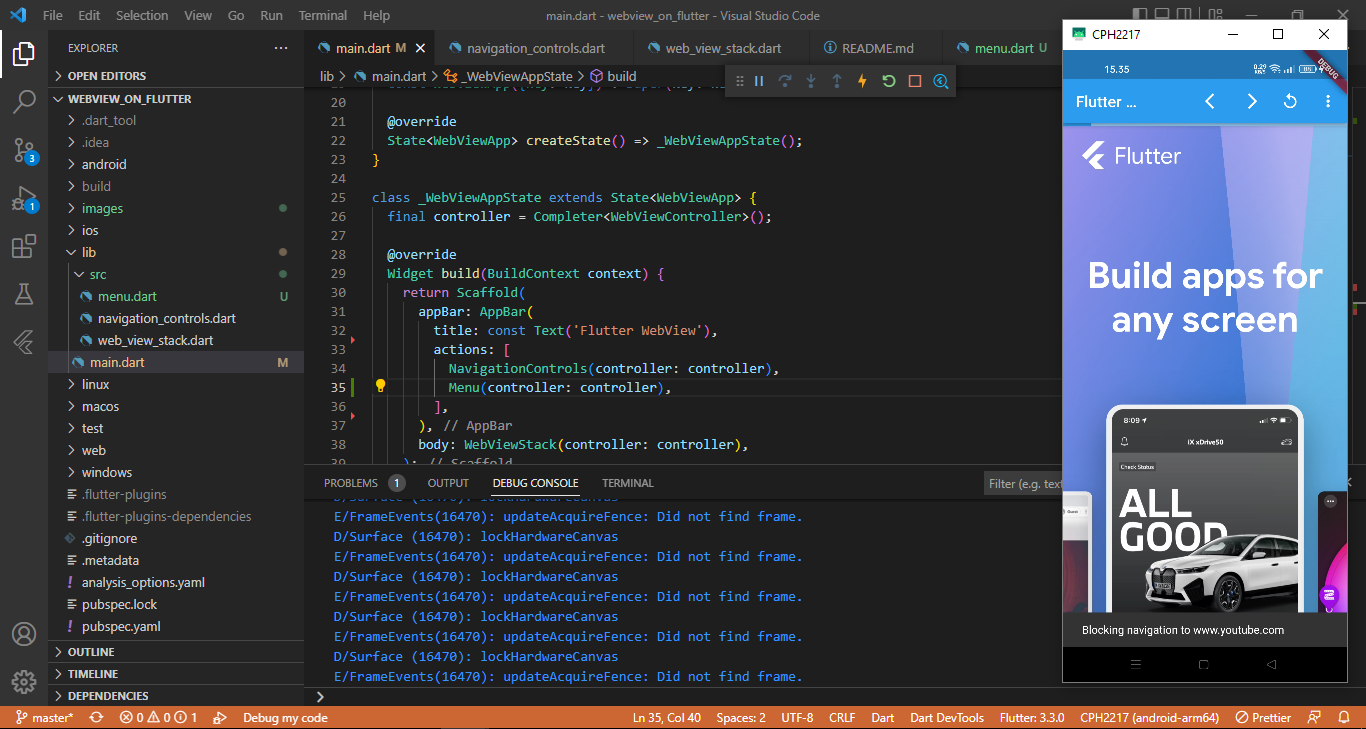 File Edit Selection View Go Run Terminal Help
main.dart - webview_on_flutter - Visual Studio Code
EXPLORER
OPEN EDITORS
WEBVIEW_ON_FLUTTER
.dart_tool
.idea
android
build
images
ios
lib
src
menu.dart U
navigation_controls.dart
web_view_stack.dart
main.dart M
linux
macos
test
web
windows
.flutter-plugins
.flutter-plugins-dependencies
.gitignore
.metadata
analysis_options.yaml
pubspec.lock
pubspec.yaml
OUTLINE
TIMELINE
DEPENDENCIES
3
1
main.dart M navigation_controls.dart web_view_stack.dart README.md menu.dart U
lib > main.dart > _WebViewAppState > build
20
21 @override
22 State<WebViewApp> createState() => _WebViewAppState();
23 }
24
25 class _WebViewAppState extends State<WebViewApp> {
26 final controller = Completer<WebViewController>();
27
28 @override
29 Widget build(BuildContext context) {
30 return Scaffold(
31 appBar: AppBar(
32 title: const Text('Flutter WebView'),
33 actions: [
34 NavigationControls(controller: controller),
35 Menu(controller: controller),
36 ],
37 ), // AppBar
38 body: WebViewStack(controller: controller),
39 ); // Scaffold
PROBLEMS 1 OUTPUT DEBUG CONSOLE TERMINAL
Filter (e.g. text
D/Surface (16470): lockHardwareCanvas
E/FrameEvents(16470): updateAcquireFence: Did not find frame.
D/Surface (16470): lockHardwareCanvas
E/FrameEvents(16470): updateAcquireFence: Did not find frame.
D/Surface (16470): lockHardwareCanvas
E/FrameEvents(16470): updateAcquireFence: Did not find frame.
D/Surface (16470): lockHardwareCanvas
E/FrameEvents(16470): updateAcquireFence: Did not find frame.
D/Surface (16470): lockHardwareCanvas
E/FrameEvents(16470): updateAcquireFence: Did not find frame.
CPH2217
15.35
DEBUG
Flutter ...
Flutter
Build apps for
any screen
8:09
iX xDrive50
Check Status
ALL
GOOD
Blocking navigation to www.youtube.com
master* 0 0 1 Debug my code Ln 35, Col 40 Spaces: 2 UTF-8 CRLF Dart Dart DevTools Flutter: 3.3.0 CPH2217 (android-arm64) Prettier